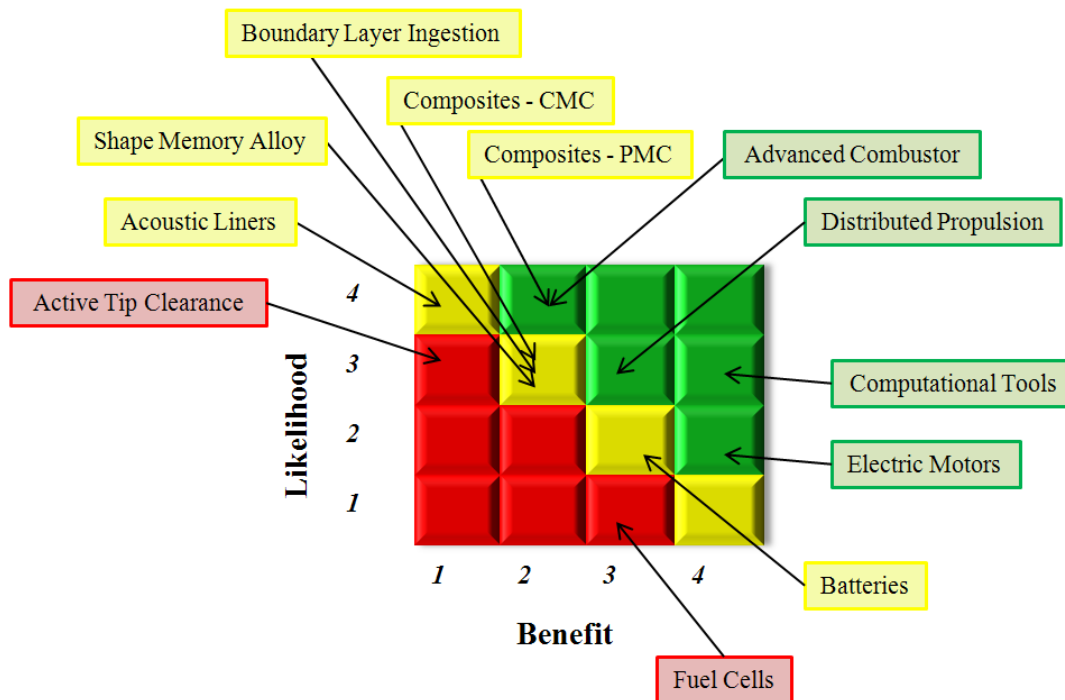 Boundary Layer Ingestion
Composites - CMC
Shape Memory Alloy
Composites - PMC
Advanced Combustor
Acoustic Liners
Distributed Propulsion
Active Tip Clearance
4
3
Computational Tools
Likelihood
2
Electric Motors
1
1 2 3 4
Batteries
Benefit
Fuel Cells